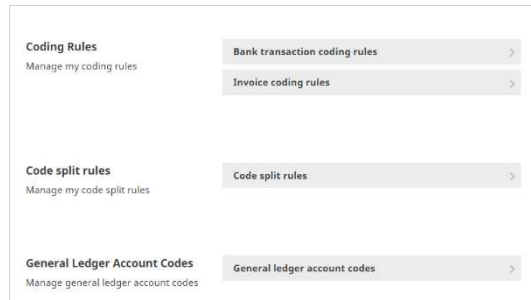 Coding Rules
Manage my coding rules
Bank transaction coding rules
Invoice coding rules
Code split rules
Manage my code split rules
Code split rules
General Ledger Account Codes
Manage general ledger account codes
General ledger account codes